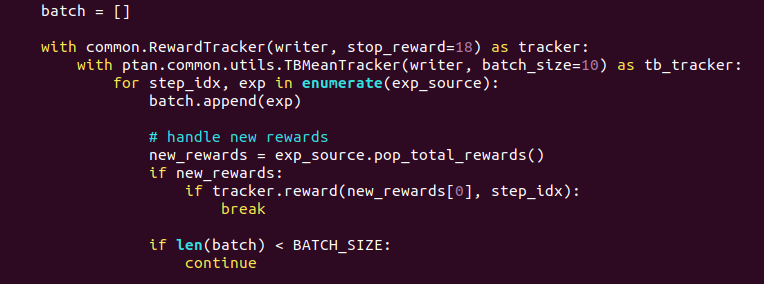 batch = []
with common.RewardTracker(writer, stop_reward=18) as tracker:
with ptan.common.utils.TBMeanTracker(writer, batch_size=10) as tb_tracker:
for step_idx, exp in enumerate(exp_source):
batch.append(exp)
# handle new rewards
new_rewards = exp_source.pop_total_rewards()
if new_rewards:
if tracker.reward(new_rewards[0], step_idx):
break
if len(batch) < BATCH_SIZE:
continue